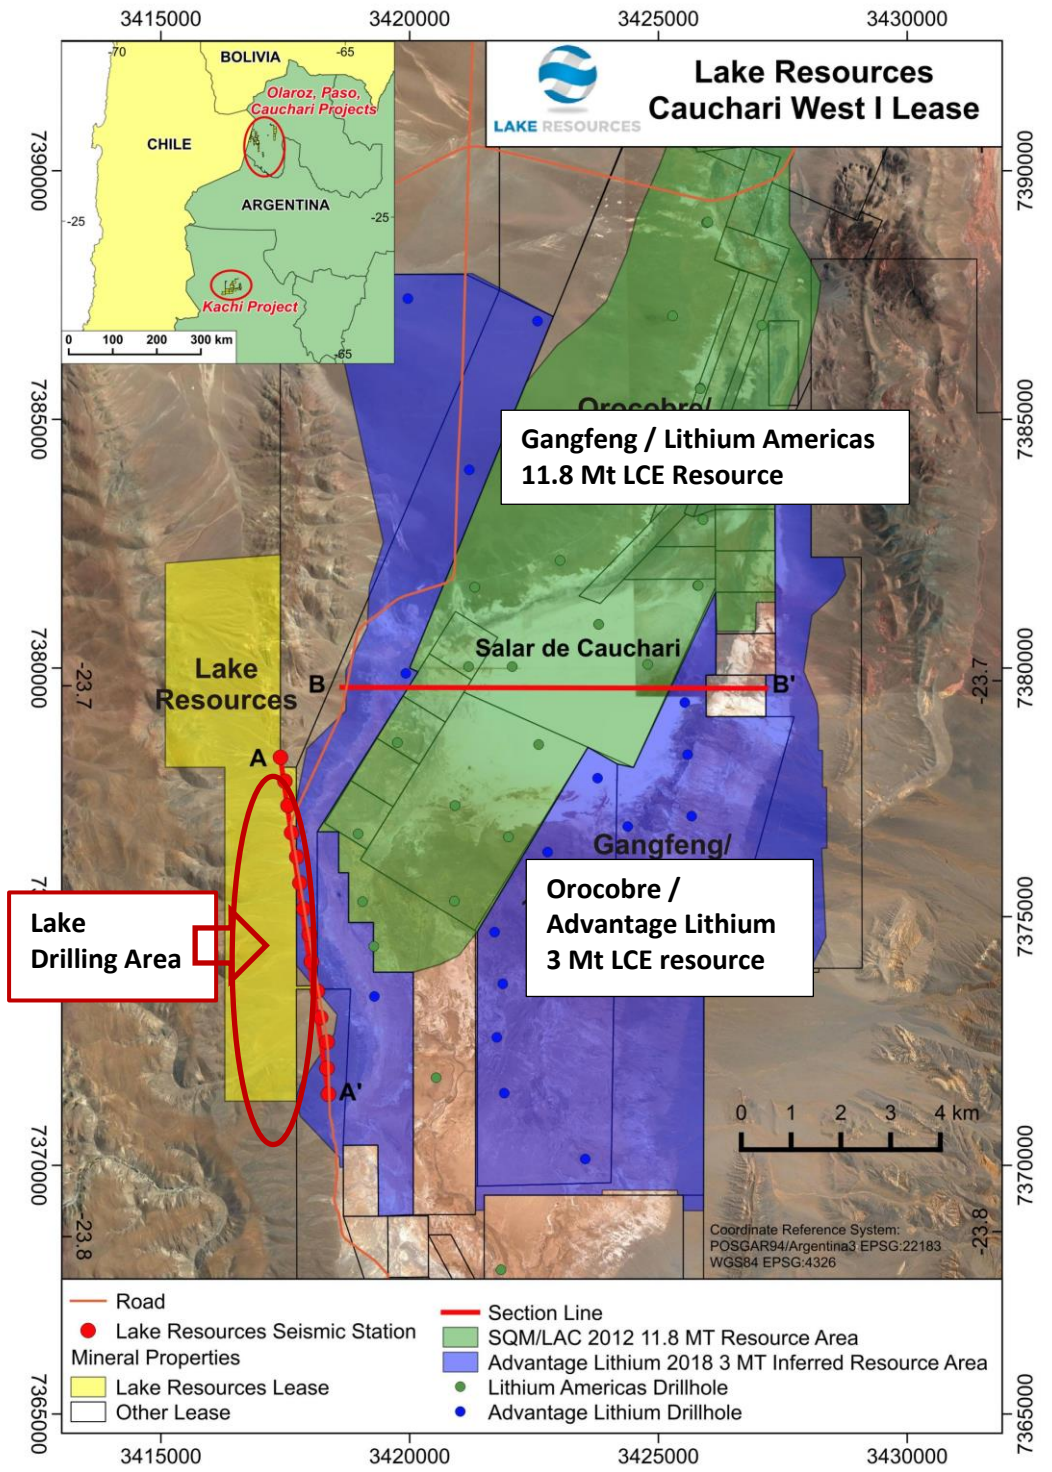 3415000
3420000
3425000
3430000
-70
-65
BOLIVIA
Olaroz, Paso,
Cauchari Projects
CHILE
ARGENTINA
-25
-25
Kachi Project
-65
0 100 200 300 km
LAKE RESOURCES
Lake Resources
Cauchari West I Lease
7390000
7390000
7385000
7385000
Orocobre/
Gangfeng / Lithium Americas
11.8 Mt LCE Resource
Salar de Cauchari
Lake
Resources
7380000
7380000
-23.7
-23.7
B
B'
A
Gangfeng/
Orocobre /
Advantage Lithium
3 Mt LCE resource
Lake
Drilling Area
7375000
A'
0 1 2 3 4 km
7370000
7370000
-23.8
-23.8
Coordinate Reference System:
POSGAR94/Argentina3 EPSG:22183
WGS84 EPSG:4326
Road
Lake Resources Seismic Station
Mineral Properties
Lake Resources Lease
Other Lease
Section Line
SQM/LAC 2012 11.8 MT Resource Area
Advantage Lithium 2018 3 MT Inferred Resource Area
Lithium Americas Drillhole
Advantage Lithium Drillhole
7365000
7365000
3415000
3420000
3425000
3430000